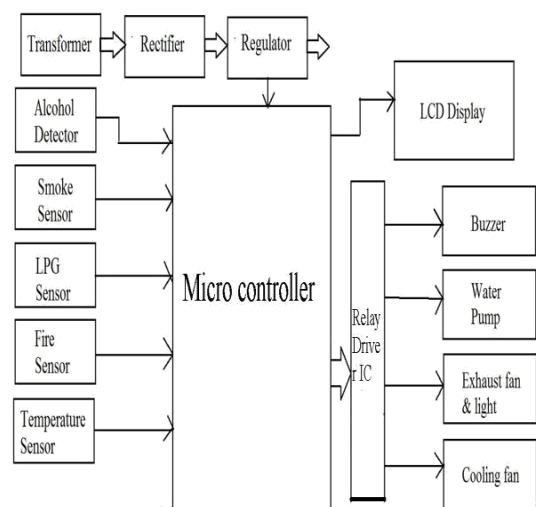 Transformer
Rectifier
Regulator
Alcohol
Detector
Smoke
Sensor
LPG
Sensor
Fire
Sensor
Temperature
Sensor
Micro controller
LCD Display
Relay
Drive
r IC
Buzzer
Water
Pump
Exhaust fan
& light
Cooling fan